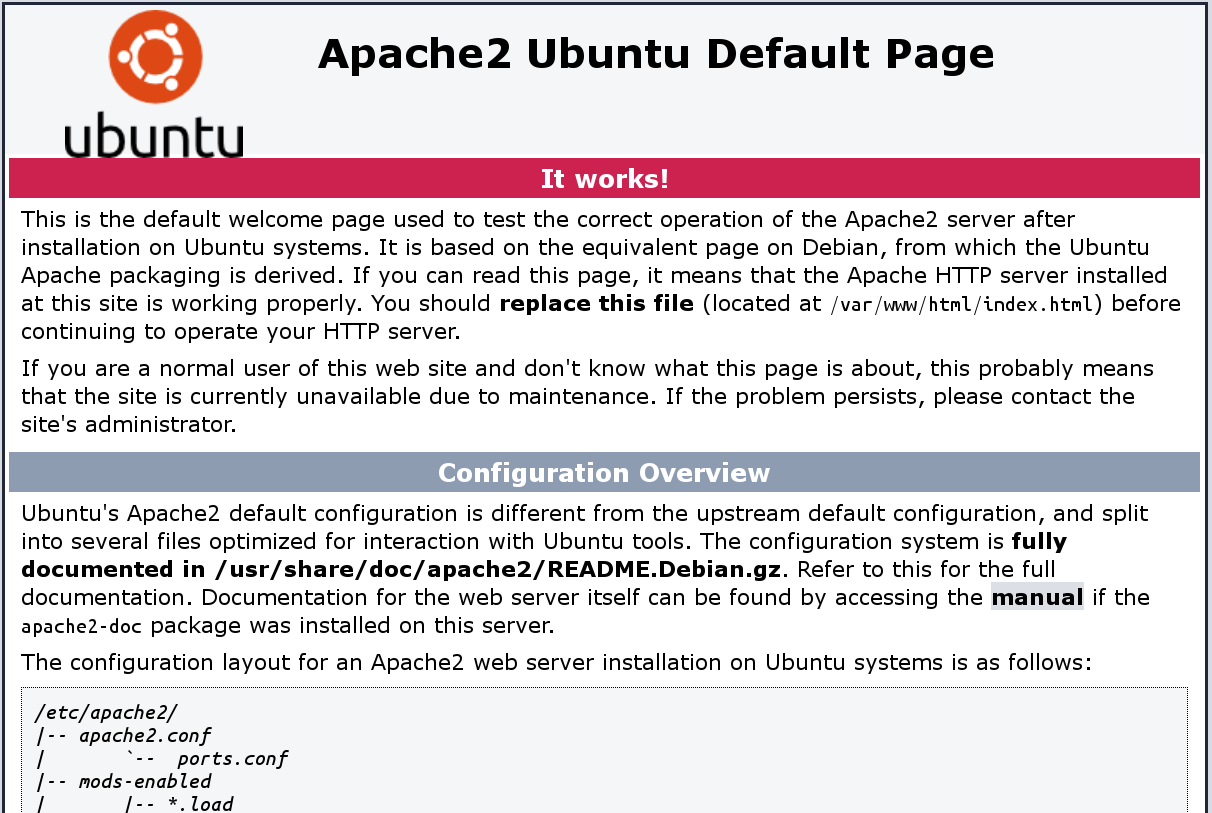 ubuntu
Apache2 Ubuntu Default Page
It works!
This is the default welcome page used to test the correct operation of the Apache2 server after
installation on Ubuntu systems. It is based on the equivalent page on Debian, from which the Ubuntu
Apache packaging is derived. If you can read this page, it means that the Apache HTTP server installed
at this site is working properly. You should replace this file (located at /var/www/html/index.html) before
continuing to operate your HTTP server.
If you are a normal user of this web site and don't know what this page is about, this probably means
that the site is currently unavailable due to maintenance. If the problem persists, please contact the
site's administrator.
Configuration Overview
Ubuntu's Apache2 default configuration is different from the upstream default configuration, and split
into several files optimized for interaction with Ubuntu tools. The configuration system is fully
documented in /usr/share/doc/apache2/README.Debian.gz. Refer to this for the full
documentation. Documentation for the web server itself can be found by accessing the manual if the
apache2-doc package was installed on this server.
The configuration layout for an Apache2 web server installation on Ubuntu systems is as follows:
/etc/apache2/
|-- apache2.conf
|       `--  ports.conf
|-- mods-enabled
|       |-- *.load